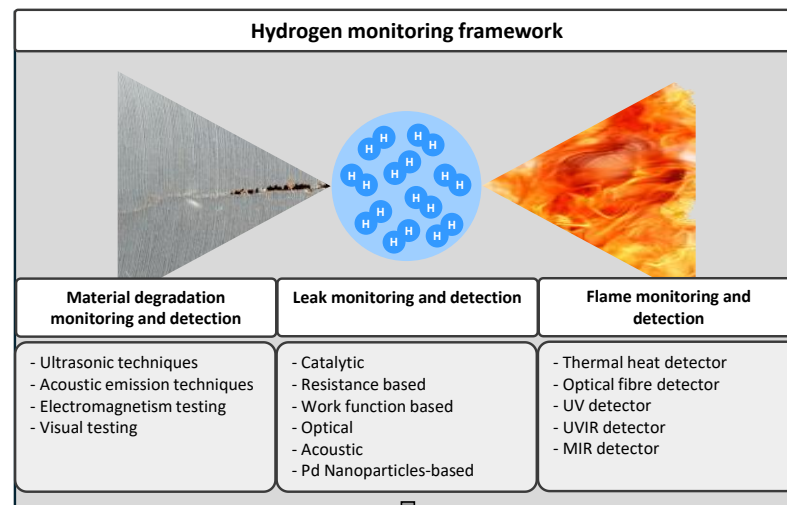 Hydrogen monitoring framework
H H
H H
H H
H H
H H
H H
H H
H H
H H
Material degradation
monitoring and detection
Leak monitoring and detection
Flame monitoring and
detection
- Ultrasonic techniques
- Acoustic emission techniques
- Electromagnetism testing
- Visual testing
- Catalytic
- Resistance based
- Work function based
- Optical
- Acoustic
- Pd Nanoparticles-based
- Thermal heat detector
- Optical fibre detector
- UV detector
- UVIR detector
- MIR detector